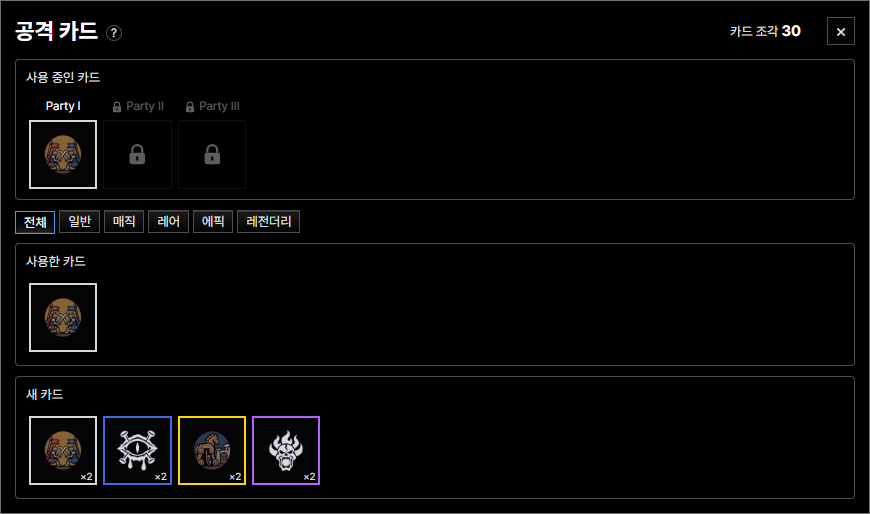 공격 카드 ?
카드 조각 30 ×
사용 중인 카드
Party I Party II Party III
전체 일반 매직 레어 에픽 레전더리
사용한 카드
새 카드
×2 ×2 ×2 ×2